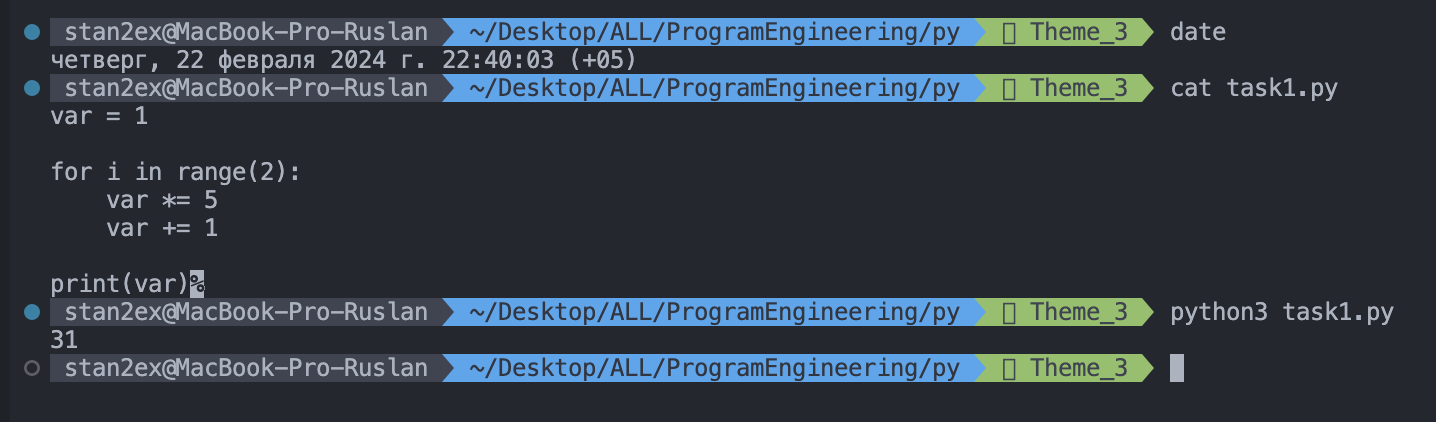 stan2ex@MacBook-Pro-Ruslan ~/Desktop/ALL/ProgramEngineering/py Theme_3 date
четверг, 22 февраля 2024 г. 22:40:03 (+05)
stan2ex@MacBook-Pro-Ruslan ~/Desktop/ALL/ProgramEngineering/py Theme_3 cat task1.py
var = 1
for i in range(2):
    var *= 5
    var += 1
print(var)%
stan2ex@MacBook-Pro-Ruslan ~/Desktop/ALL/ProgramEngineering/py Theme_3 python3 task1.py
31
stan2ex@MacBook-Pro-Ruslan ~/Desktop/ALL/ProgramEngineering/py Theme_3